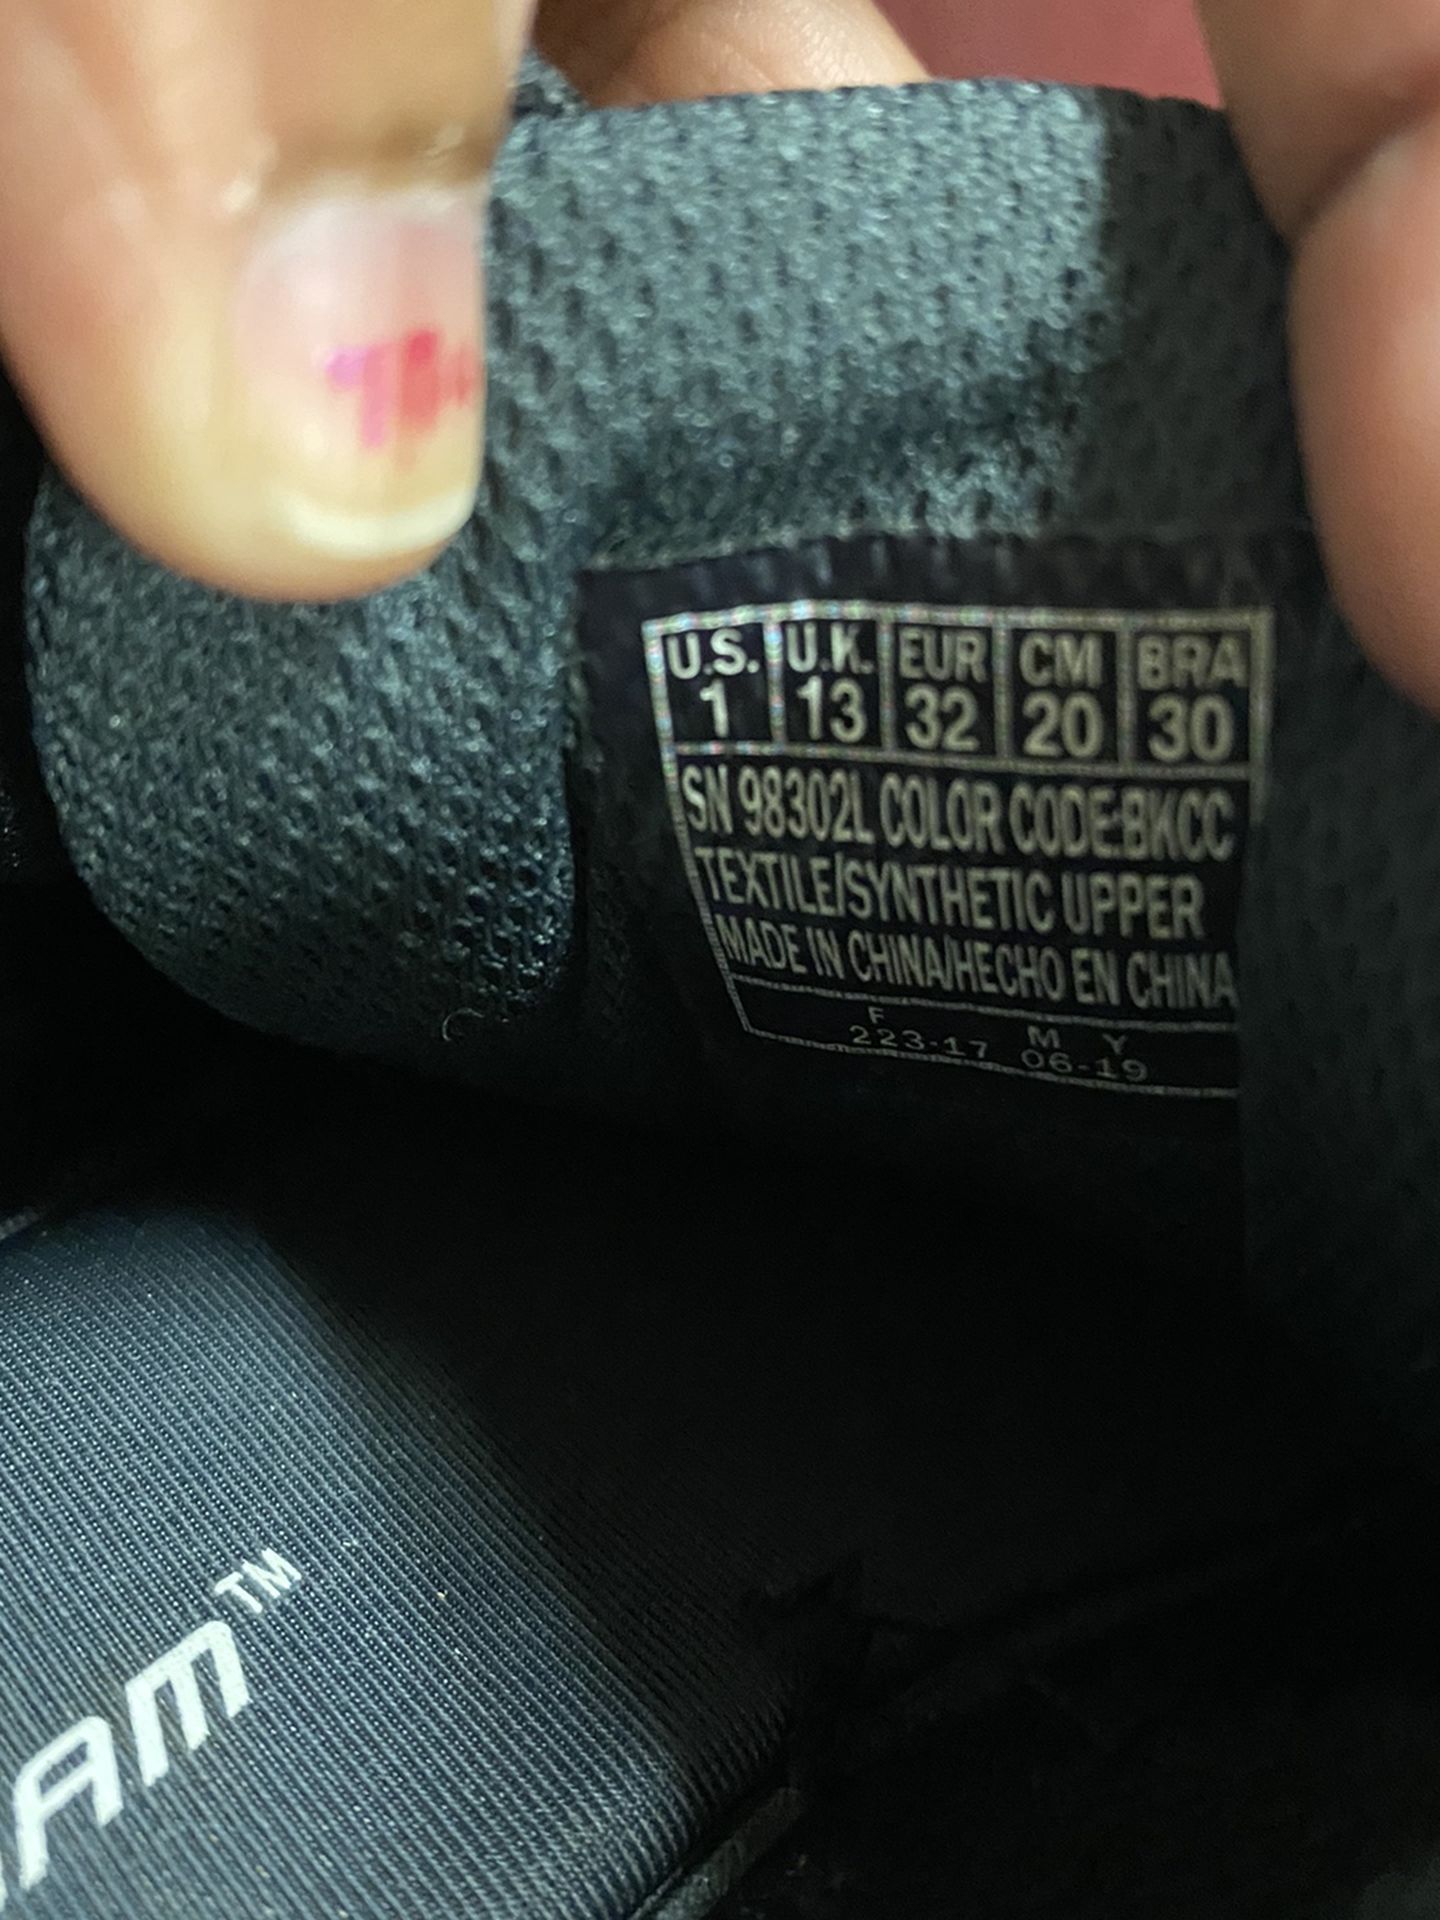 U.S. U.K. EUR CM BRA
1 13 32 20 30
SN 98302L COLOR CODE:BKCC
TEXTILE/SYNTHETIC UPPER
MADE IN CHINA/HECHO EN CHINA
F M Y
223-17 06-19
AM™